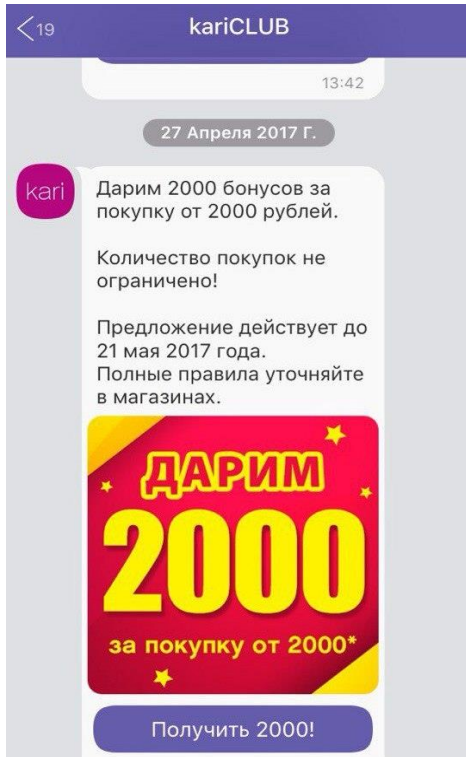 19
kariCLUB
13:42
27 Апреля 2017 Г.
kari
Дарим 2000 бонусов за
покупку от 2000 рублей.
Количество покупок не
ограничено!
Предложение действует до
21 мая 2017 года.
Полные правила уточняйте
в магазинах.
ДАРИМ
2000
за покупку от 2000*
Получить 2000!